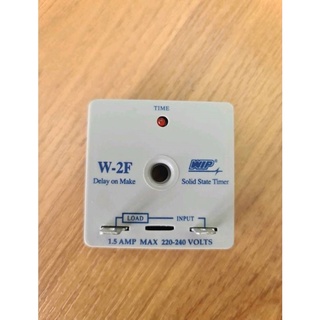 TIME
W-2F WIP®
Delay on Make Solid State Timer
LOAD INPUT
1.5 AMP MAX 220-240 VOLTS